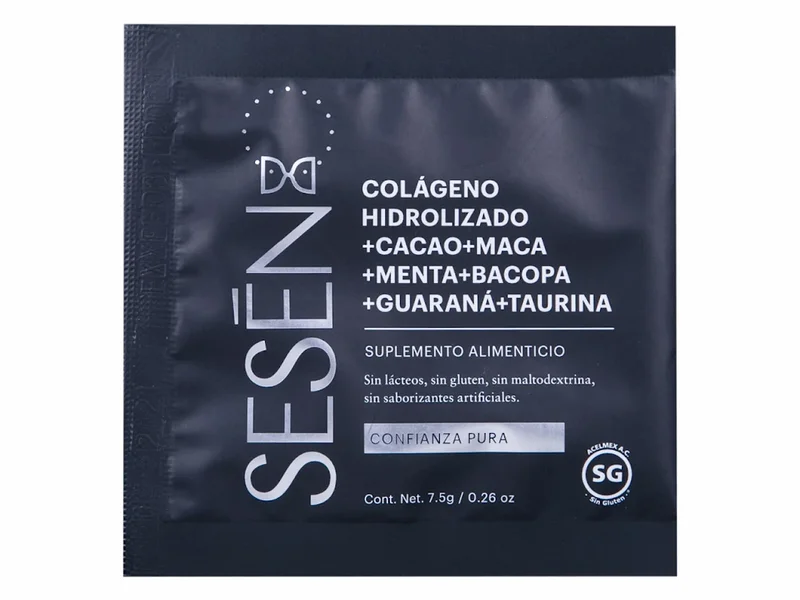 SESĒN
COLÁGENO
HIDROLIZADO
+CACAO+MACA
+MENTA+BACOPA
+GUARANÁ+TAURINA
SUPLEMENTO ALIMENTICIO
Sin lácteos, sin gluten, sin maltodextrina,
sin saborizantes artificiales.
CONFIANZA PURA
Cont. Net. 7.5g / 0.26 oz
ACELMEX A.C.
SG
Sin Gluten